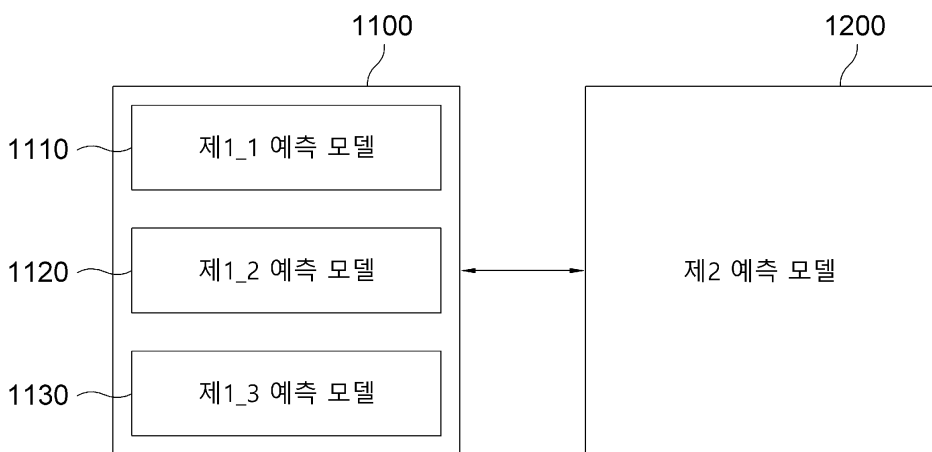 1100
1200
1110
제1_1 예측 모델
1120
제1_2 예측 모델
제2 예측 모델
1130
제1_3 예측 모델